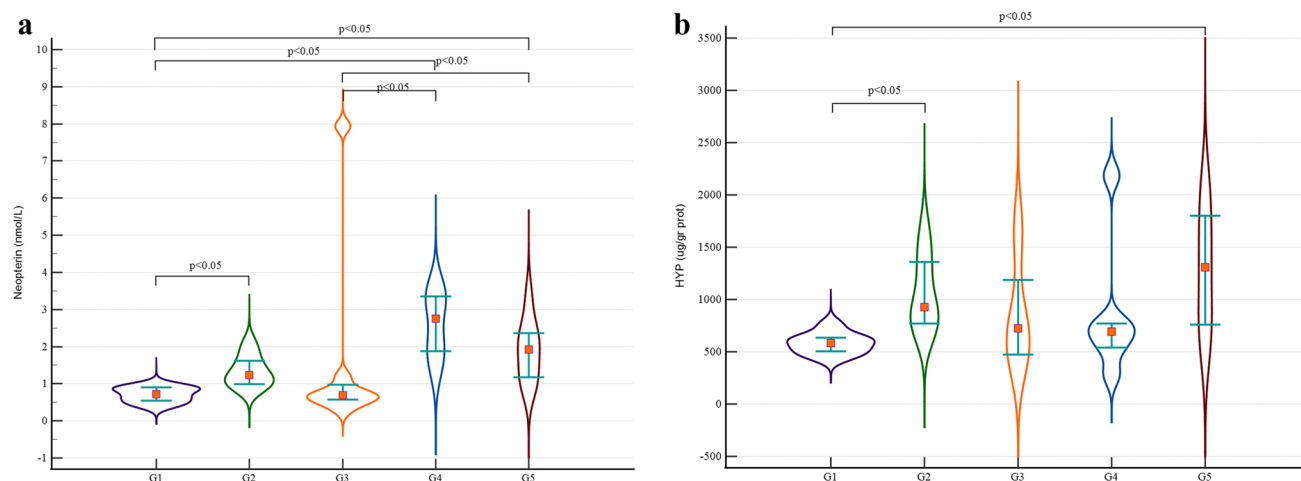 a
p<0.05
p<0.05
p<0.05
p<0.05
p<0.05
Neopterin (nmol/L)
10
9
8
7
6
5
4
3
2
1
0
-1
G1 G2 G3 G4 G5
b
p<0.05
p<0.05
HYP (ug/gr prot)
3500
3000
2500
2000
1500
1000
500
0
-500
G1 G2 G3 G4 G5